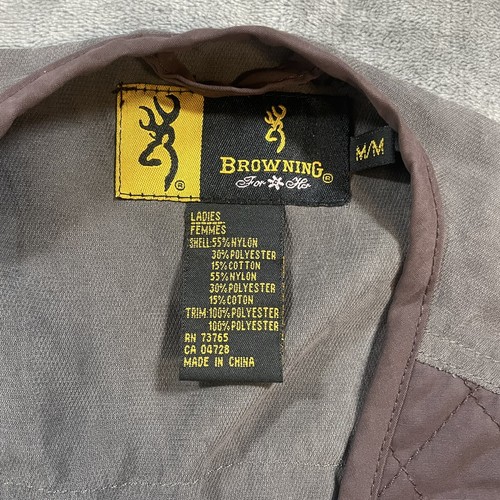 BROWNING®
For Her
®
M/M
LADIES
FEMMES
SHELL: 55% NYLON
30% POLYESTER
15% COTTON
55% NYLON
30% POLYESTER
15% COTON
TRIM: 100% POLYESTER
100% POLYESTER
RN 73765
CA 04728
MADE IN CHINA